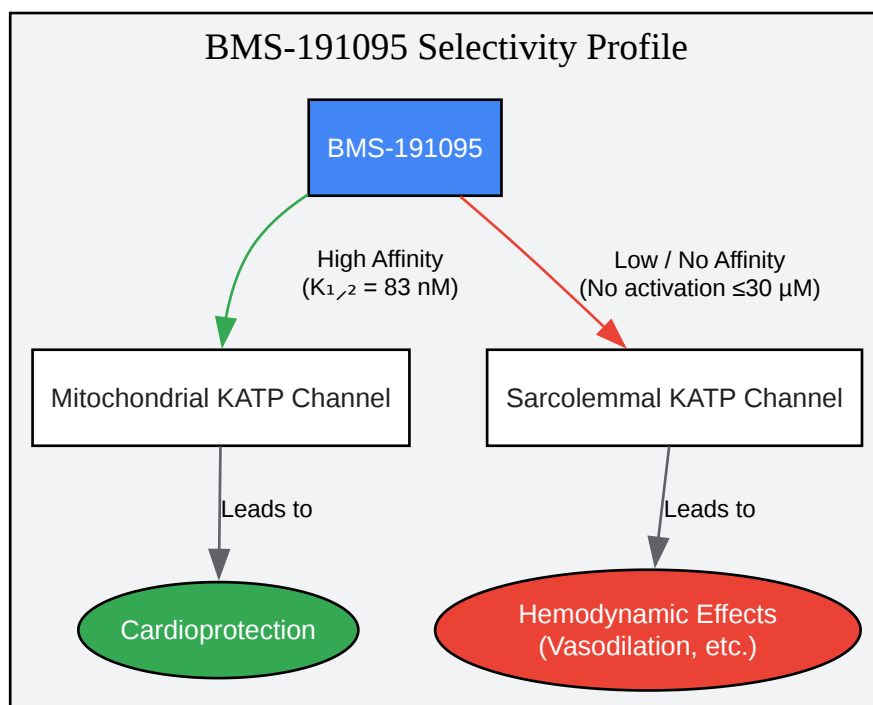 BMS-191095 Selectivity Profile
BMS-191095
High Affinity
(K₁⸝₂ = 83 nM)
Low / No Affinity
(No activation ≤30 µM)
Mitochondrial KATP Channel
Sarcolemmal KATP Channel
Leads to
Leads to
Cardioprotection
Hemodynamic Effects
(Vasodilation, etc.)